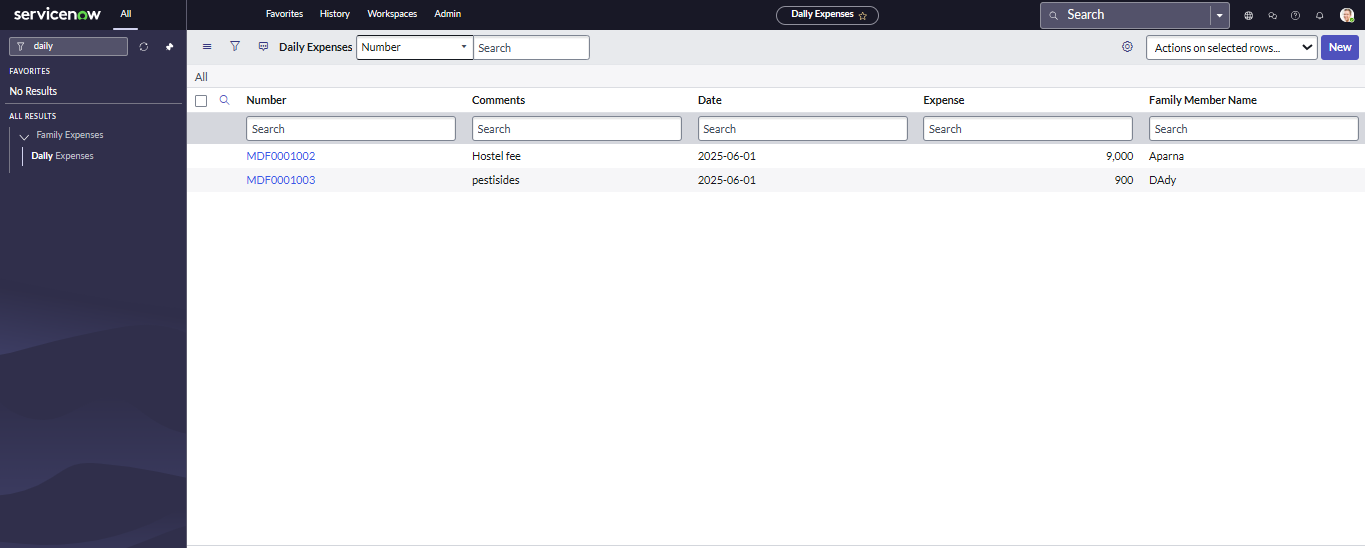 servicenow All Favorites History Workspaces Admin Daily Expenses Search
daily
FAVORITES
No Results
ALL RESULTS
Family Expenses
Daily Expenses
Daily Expenses Number Search Actions on selected rows... New
All
Number Comments Date Expense Family Member Name
Search Search Search Search Search
MDF0001002 Hostel fee 2025-06-01 9,000 Aparna
MDF0001003 pestisides 2025-06-01 900 DAdy